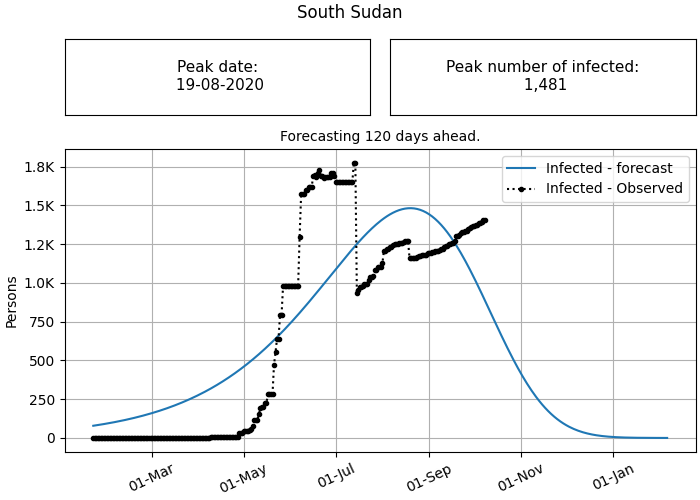 South Sudan
Peak date:
19-08-2020
Peak number of infected:
1,481
Forecasting 120 days ahead.
Infected - forecast
Infected - Observed
Persons
1.8K
1.5K
1.2K
1.0K
750
500
250
0
01-Mar
01-May
01-Jul
01-Sep
01-Nov
01-Jan